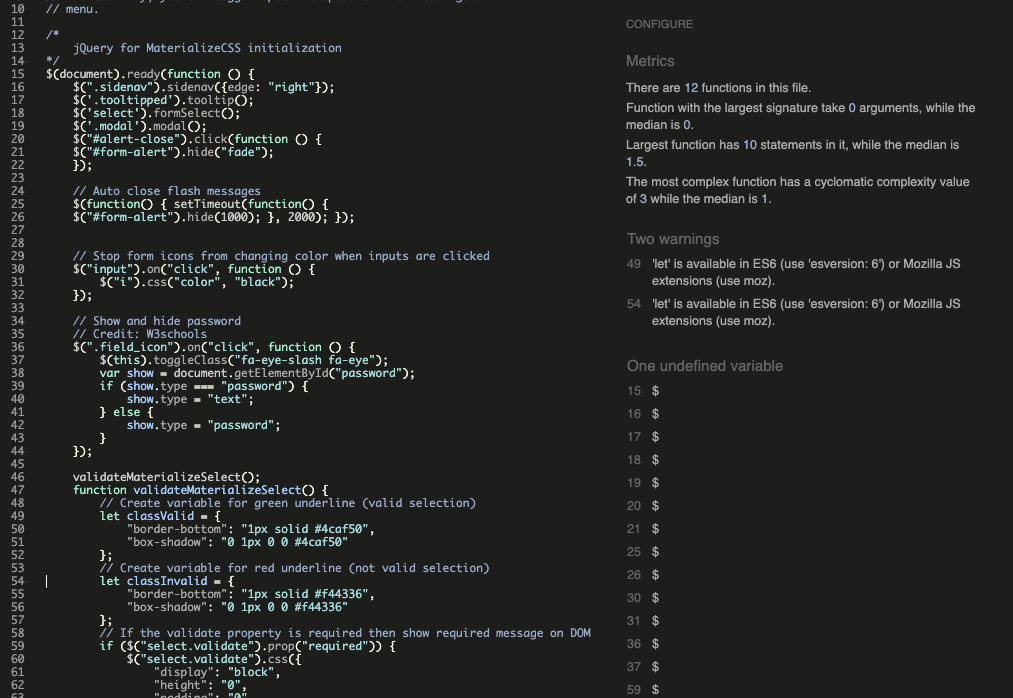 10 // menu.
11
12 /*
13 jQuery for MaterializeCSS initialization
14 */
15 $(document).ready(function () {
16 $(".sidenav").sidenav({edge: "right"});
17 $('.tooltipped').tooltip();
18 $('select').formSelect();
19 $('.modal').modal();
20 $("#alert-close").click(function () {
21 $("#form-alert").hide("fade");
22 });
23
24 // Auto close flash messages
25 $(function() { setTimeout(function() {
26 $("#form-alert").hide(1000); }, 2000); });
27
28
29 // Stop form icons from changing color when inputs are clicked
30 $("input").on("click", function () {
31 $("i").css("color", "black");
32 });
33
34 // Show and hide password
35 // Credit: W3schools
36 $(".field_icon").on("click", function () {
37 $(this).toggleClass("fa-eye-slash fa-eye");
38 var show = document.getElementById("password");
39 if (show.type === "password") {
40 show.type = "text";
41 } else {
42 show.type = "password";
43 }
44 });
45
46 validateMaterializeSelect();
47 function validateMaterializeSelect() {
48 // Create variable for green underline (valid selection)
49 let classValid = {
50 "border-bottom": "1px solid #4caf50",
51 "box-shadow": "0 1px 0 0 #4caf50"
52 };
53 // Create variable for red underline (not valid selection)
54 let classInvalid = {
55 "border-bottom": "1px solid #f44336",
56 "box-shadow": "0 1px 0 0 #f44336"
57 };
58 // If the validate property is required then show required message on DOM
59 if ($("select.validate").prop("required")) {
60 $("select.validate").css({
61 "display": "block",
62 "height": "0",
63 "padding": "0",
CONFIGURE
Metrics
There are 12 functions in this file.
Function with the largest signature take 0 arguments, while the
median is 0.
Largest function has 10 statements in it, while the median is
1.5.
The most complex function has a cyclomatic complexity value
of 3 while the median is 1.
Two warnings
49 'let' is available in ES6 (use 'esversion: 6') or Mozilla JS
extensions (use moz).
54 'let' is available in ES6 (use 'esversion: 6') or Mozilla JS
extensions (use moz).
One undefined variable
15 $
16 $
17 $
18 $
19 $
20 $
21 $
25 $
26 $
30 $
31 $
36 $
37 $
59 $